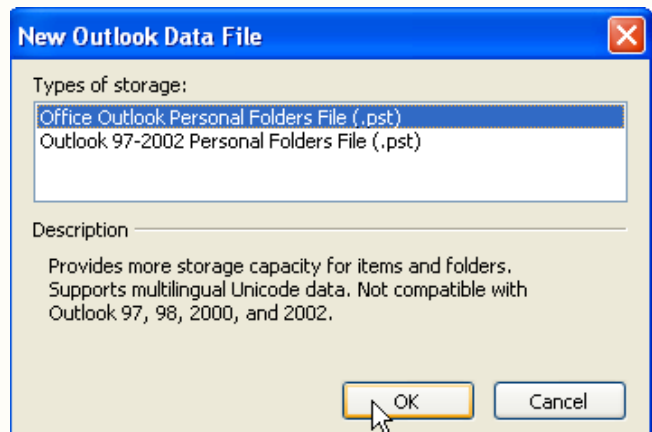 New Outlook Data File
Types of storage:
Office Outlook Personal Folders File (.pst)
Outlook 97-2002 Personal Folders File (.pst)
Description
Provides more storage capacity for items and folders.
Supports multilingual Unicode data. Not compatible with
Outlook 97, 98, 2000, and 2002.
OK Cancel